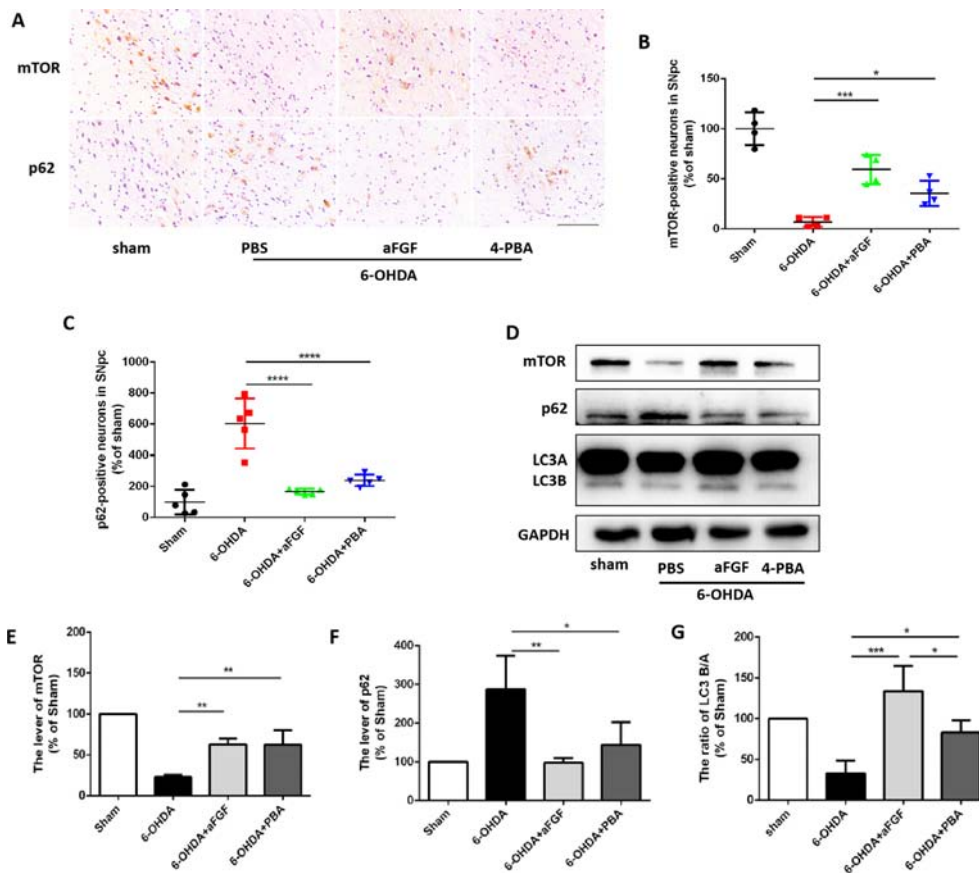 A
mTOR
p62
sham
PBS
aFGF
4-PBA
6-OHDA
B
mTOR-positive neurons in SNpc
(%of sham)
150
100
50
0
*
***
Sham
6-OHDA
6-OHDA+aFGF
6-OHDA+PBA
C
p62-positive neurons in SNpc
(%of sham)
1000
800
600
400
200
0
****
****
Sham
6-OHDA
6-OHDA+aFGF
6-OHDA+PBA
D
mTOR
p62
LC3A
LC3B
GAPDH
sham
PBS
aFGF
4-PBA
6-OHDA
E
The lever of mTOR
(% of Sham)
200
150
100
50
0
**
**
Sham
6-OHDA
6-OHDA+aFGF
6-OHDA+PBA
F
The lever of p62
(% of Sham)
400
300
200
100
0
*
**
Sham
6-OHDA
6-OHDA+aFGF
6-OHDA+PBA
G
The ratio of LC3 B/A
(% of Sham)
200
150
100
50
0
*
***
*
sham
6-OHDA
6-OHDA+aFGF
6-OHDA+PBA